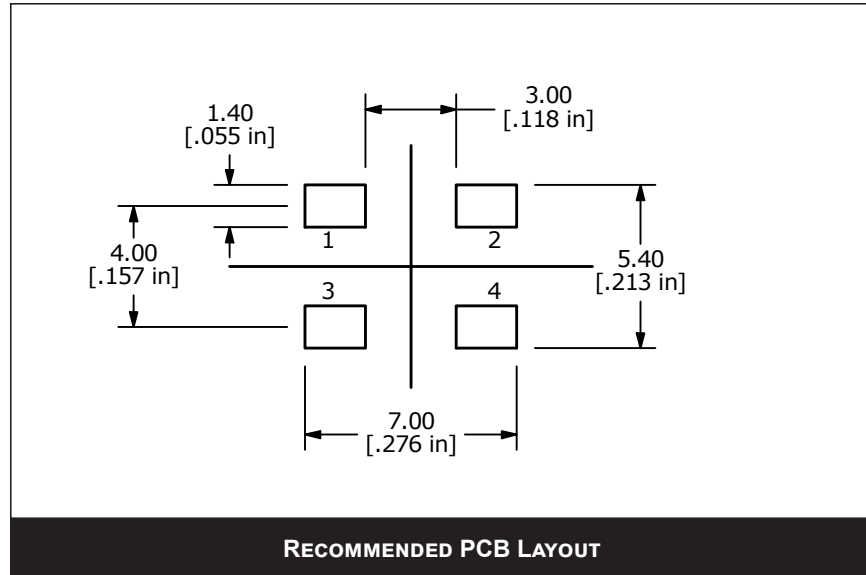 3.00
[.118 in]
1.40
[.055 in]
1
2
4.00
[.157 in]
5.40
[.213 in]
3
4
7.00
[.276 in]
RECOMMENDED PCB LAYOUT